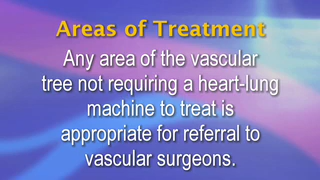 Areas of Treatment
Any area of the vascular
tree not requiring a heart-lung
machine to treat is
appropriate for referral to
vascular surgeons.